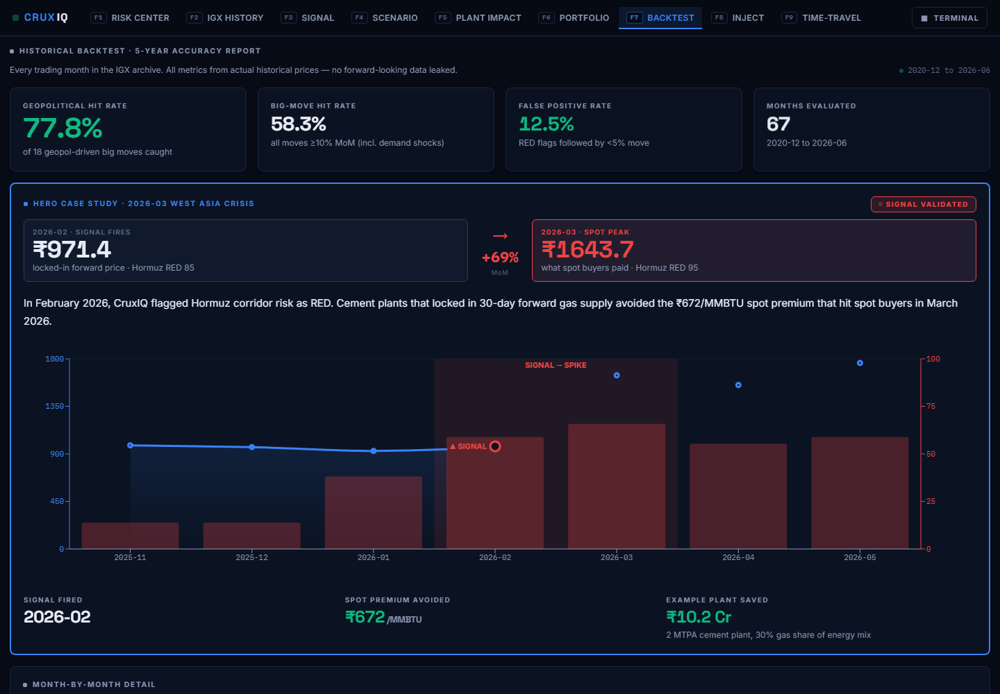 CRUXIQ
F1 RISK CENTER
F2 IGX HISTORY
F3 SIGNAL
F4 SCENARIO
F5 PLANT IMPACT
F6 PORTFOLIO
F7 BACKTEST
F8 INJECT
F9 TIME-TRAVEL
TERMINAL
HISTORICAL BACKTEST · 5-YEAR ACCURACY REPORT
Every trading month in the IGX archive. All metrics from actual historical prices — no forward-looking data leaked.
2020-12 to 2026-06
GEOPOLITICAL HIT RATE
77.8%
of 18 geopol-driven big moves caught
BIG-MOVE HIT RATE
58.3%
all moves ≥10% MoM (incl. demand shocks)
FALSE POSITIVE RATE
12.5%
RED flags followed by <5% move
MONTHS EVALUATED
67
2020-12 to 2026-06
HERO CASE STUDY · 2026-03 WEST ASIA CRISIS
SIGNAL VALIDATED
2026-02 · SIGNAL FIRES
₹971.4
locked-in forward price · Hormuz RED 85
→
+69%
MoM
2026-03 · SPOT PEAK
₹1643.7
what spot buyers paid · Hormuz RED 95
In February 2026, CruxIQ flagged Hormuz corridor risk as RED. Cement plants that locked in 30-day forward gas supply avoided the ₹672/MMBTU spot premium that hit spot buyers in March
2026.
1800
1350
900
450
0
SIGNAL → SPIKE
▲ SIGNAL
100
75
50
25
0
2025-11
2025-12
2026-01
2026-02
2026-03
2026-04
2026-05
SIGNAL FIRED
2026-02
SPOT PREMIUM AVOIDED
₹672 /MMBTU
EXAMPLE PLANT SAVED
₹10.2 Cr
2 MTPA cement plant, 30% gas share of energy mix
MONTH-BY-MONTH DETAIL